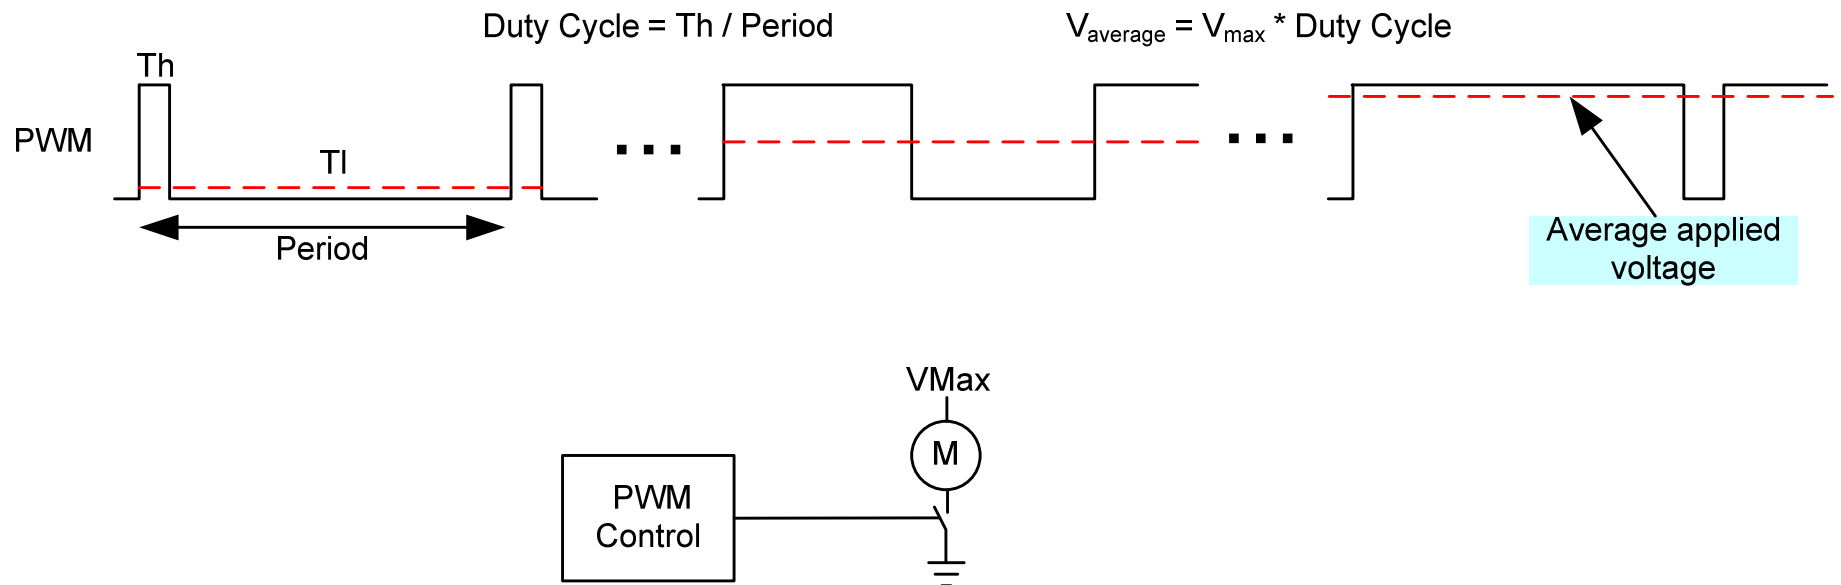 Duty Cycle = Th / Period
Vaverage = Vmax * Duty Cycle
Th
PWM
Tl
Period
Average applied
voltage
VMax
M
PWM
Control